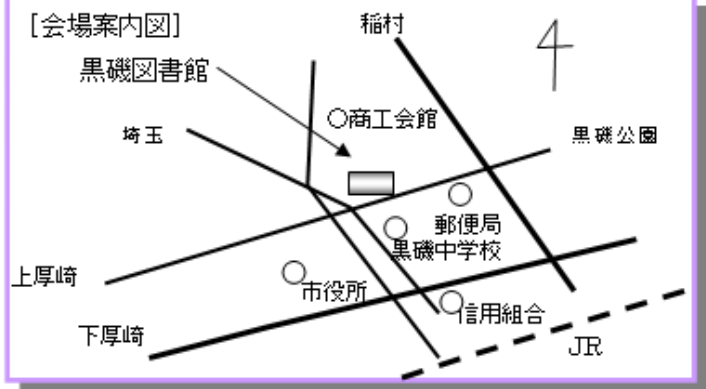 [会場案内図]
稲村
黒磯図書館
○商工会館
埼玉
黒磯公園
郵便局
黒磯中学校
上厚崎
市役所
信用組合
下厚崎
JR